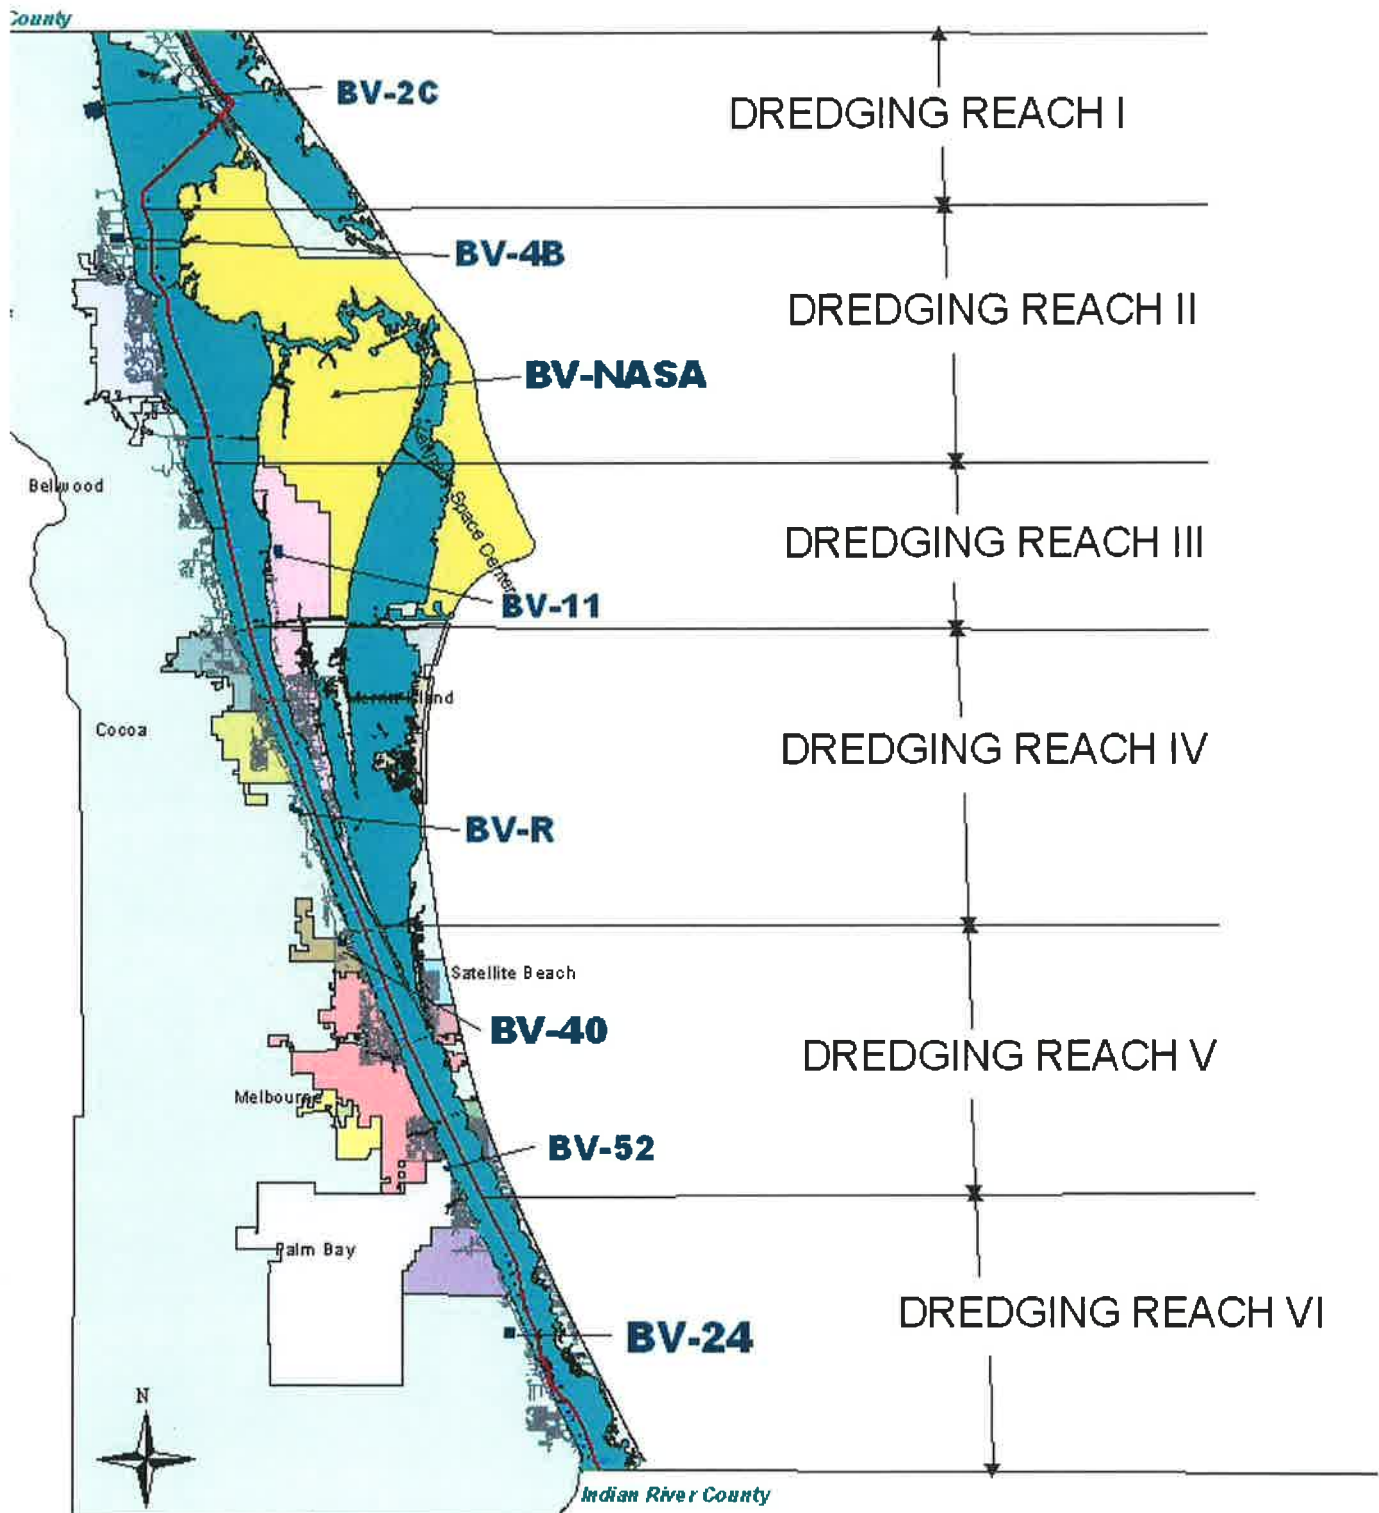 County
BV-2C
DREDGING REACH I
BV-4B
DREDGING REACH II
BV-NASA
Bellwood
Space Center
DREDGING REACH III
BV-11
Cocoa
DREDGING REACH IV
BV-R
Satellite Beach
BV-40
DREDGING REACH V
Melbourne
BV-52
Palm Bay
DREDGING REACH VI
BV-24
N
Indian River County